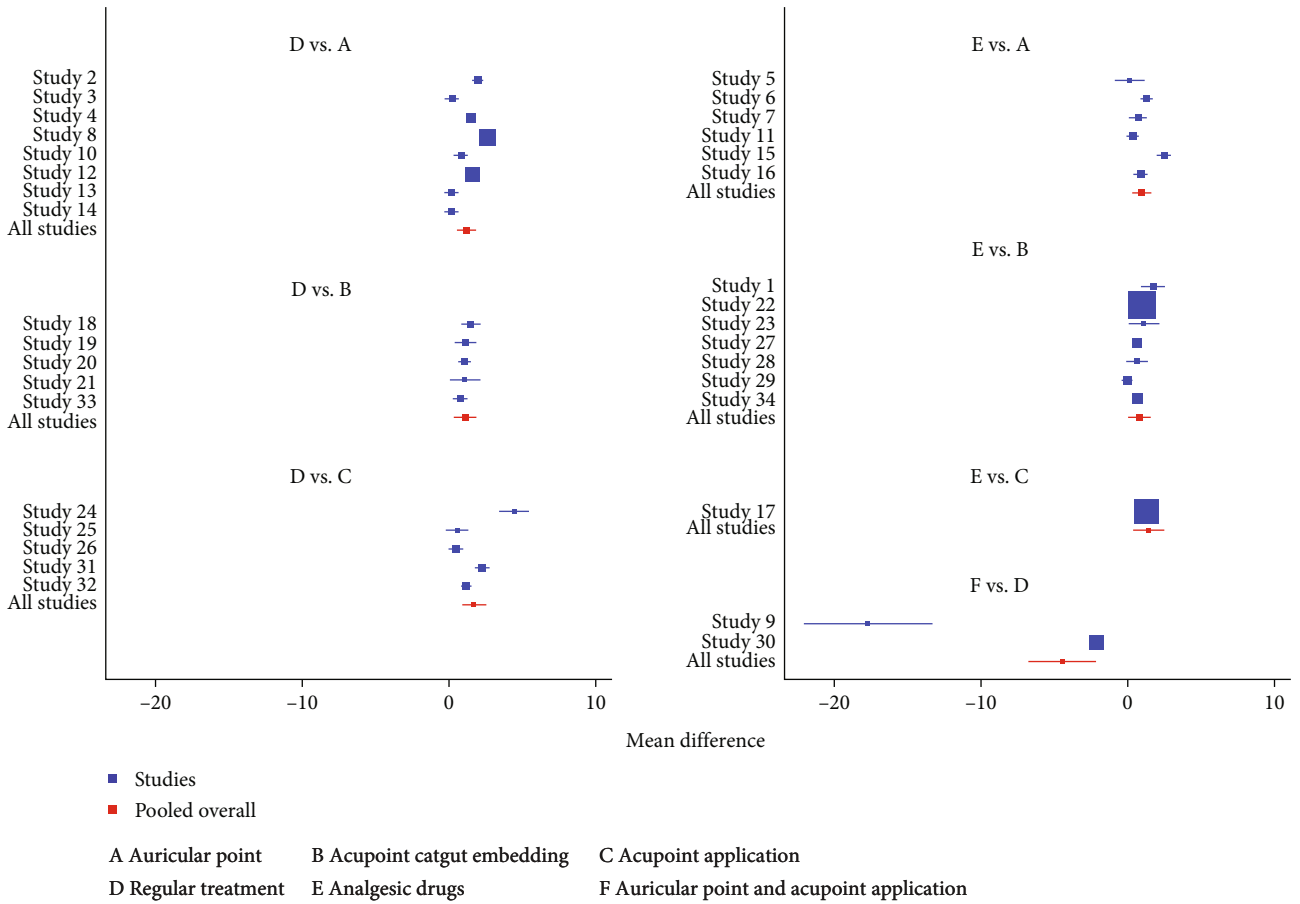 D vs. A
Study 2
Study 3
Study 4
Study 8
Study 10
Study 12
Study 13
Study 14
All studies
D vs. B
Study 18
Study 19
Study 20
Study 21
Study 33
All studies
D vs. C
Study 24
Study 25
Study 26
Study 31
Study 32
All studies
–20 –10 0 10
E vs. A
Study 5
Study 6
Study 7
Study 11
Study 15
Study 16
All studies
E vs. B
Study 1
Study 22
Study 23
Study 27
Study 28
Study 29
Study 34
All studies
E vs. C
Study 17
All studies
F vs. D
Study 9
Study 30
All studies
–20 –10 0 10
Mean difference
Studies
Pooled overall
A Auricular point B Acupoint catgut embedding C Acupoint application
D Regular treatment E Analgesic drugs F Auricular point and acupoint application